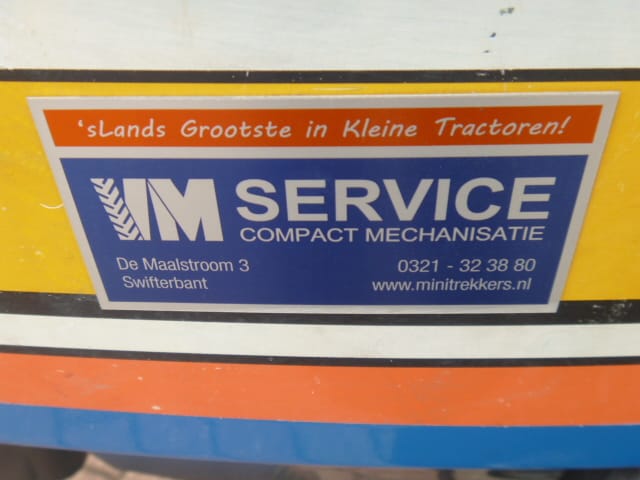 'sLands Grootste in Kleine Tractoren!
VM SERVICE
COMPACT MECHANISATIE
De Maalstroom 3
Swifterbant
0321 - 32 38 80
www.minitrekkers.nl